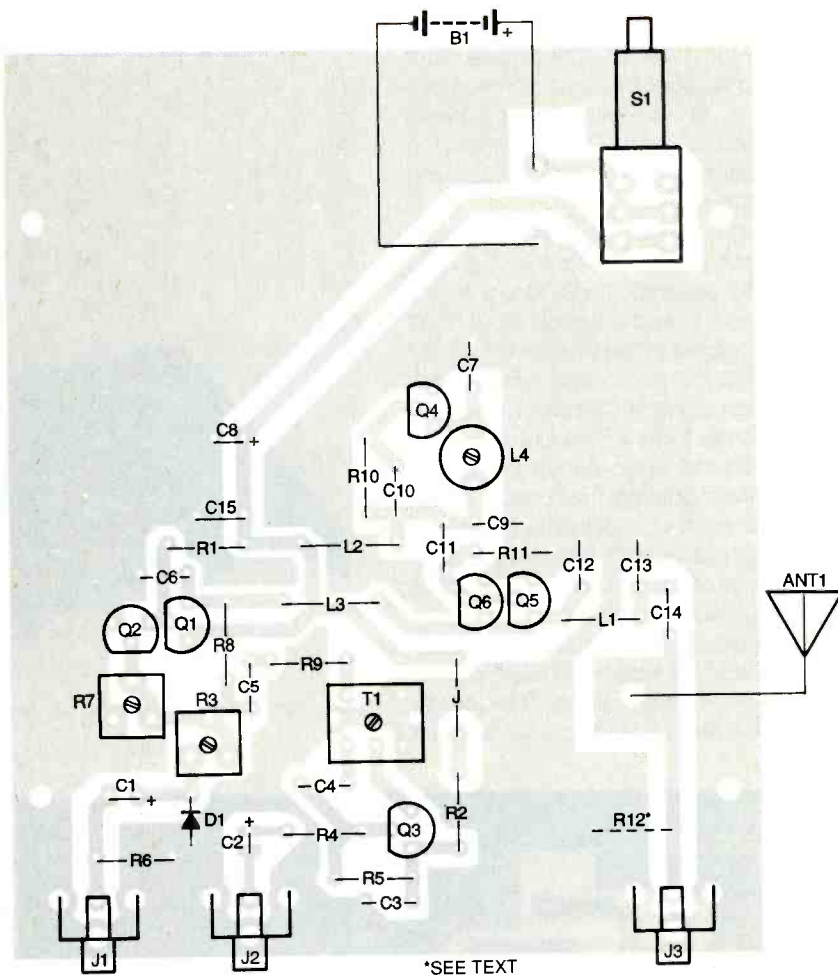 B1
+
S1
C7
Q4
C8
+
L4
R10
C10
C15
C9
R1
L2
C11
R11
C12
C13
C6
ANT1
L3
Q6
Q5
C14
Q2
Q1
R8
L1
R9
C5
R7
R3
T1
J
C1
+
C4
D1
+
C2
R4
Q3
R2
R12*
R6
R5
C3
J1
J2
*SEE TEXT
J3